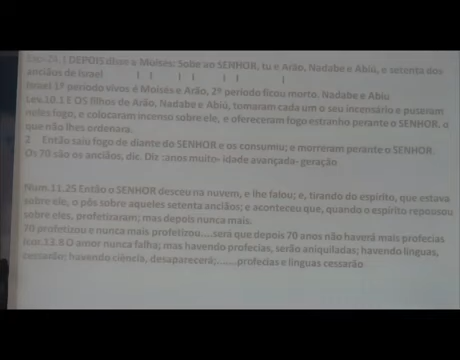 Exo-24.1 DEPOIS disse a Moisés: Sobe ao SENHOR, tu e Arão, Nadabe e Abiú, e setenta dos
anciãos de Israel
Israel 1º período vivos é Moisés e Arão, 2º período ficou morto. Nadabe e Abiu
Lev.10.1 E OS filhos de Arão, Nadabe e Abiú, tomaram cada um o seu incensário e puseram
neles fogo, e colocaram incenso sobre ele, e ofereceram fogo estranho perante o SENHOR, o
que não lhes ordenara.
2 Então saiu fogo de diante do SENHOR e os consumiu; e morreram perante o SENHOR.
Os 70 são os anciãos, dic. Diz :anos muito- idade avançada- geração
Num.11.25 Então o SENHOR desceu na nuvem, e lhe falou; e, tirando do espírito, que estava
sobre ele, o pôs sobre aqueles setenta anciãos; e aconteceu que, quando o espírito repousou
sobre eles, profetizaram; mas depois nunca mais.
70 profetizou e nunca mais profetizou....sera que depois 70 anos não haverá mais profecias
Icor.13.8 O amor nunca falha; mas havendo profecias, serão aniquiladas; havendo línguas,
cessarão; havendo ciência, desaparecerá;.......profecias e línguas cessarão